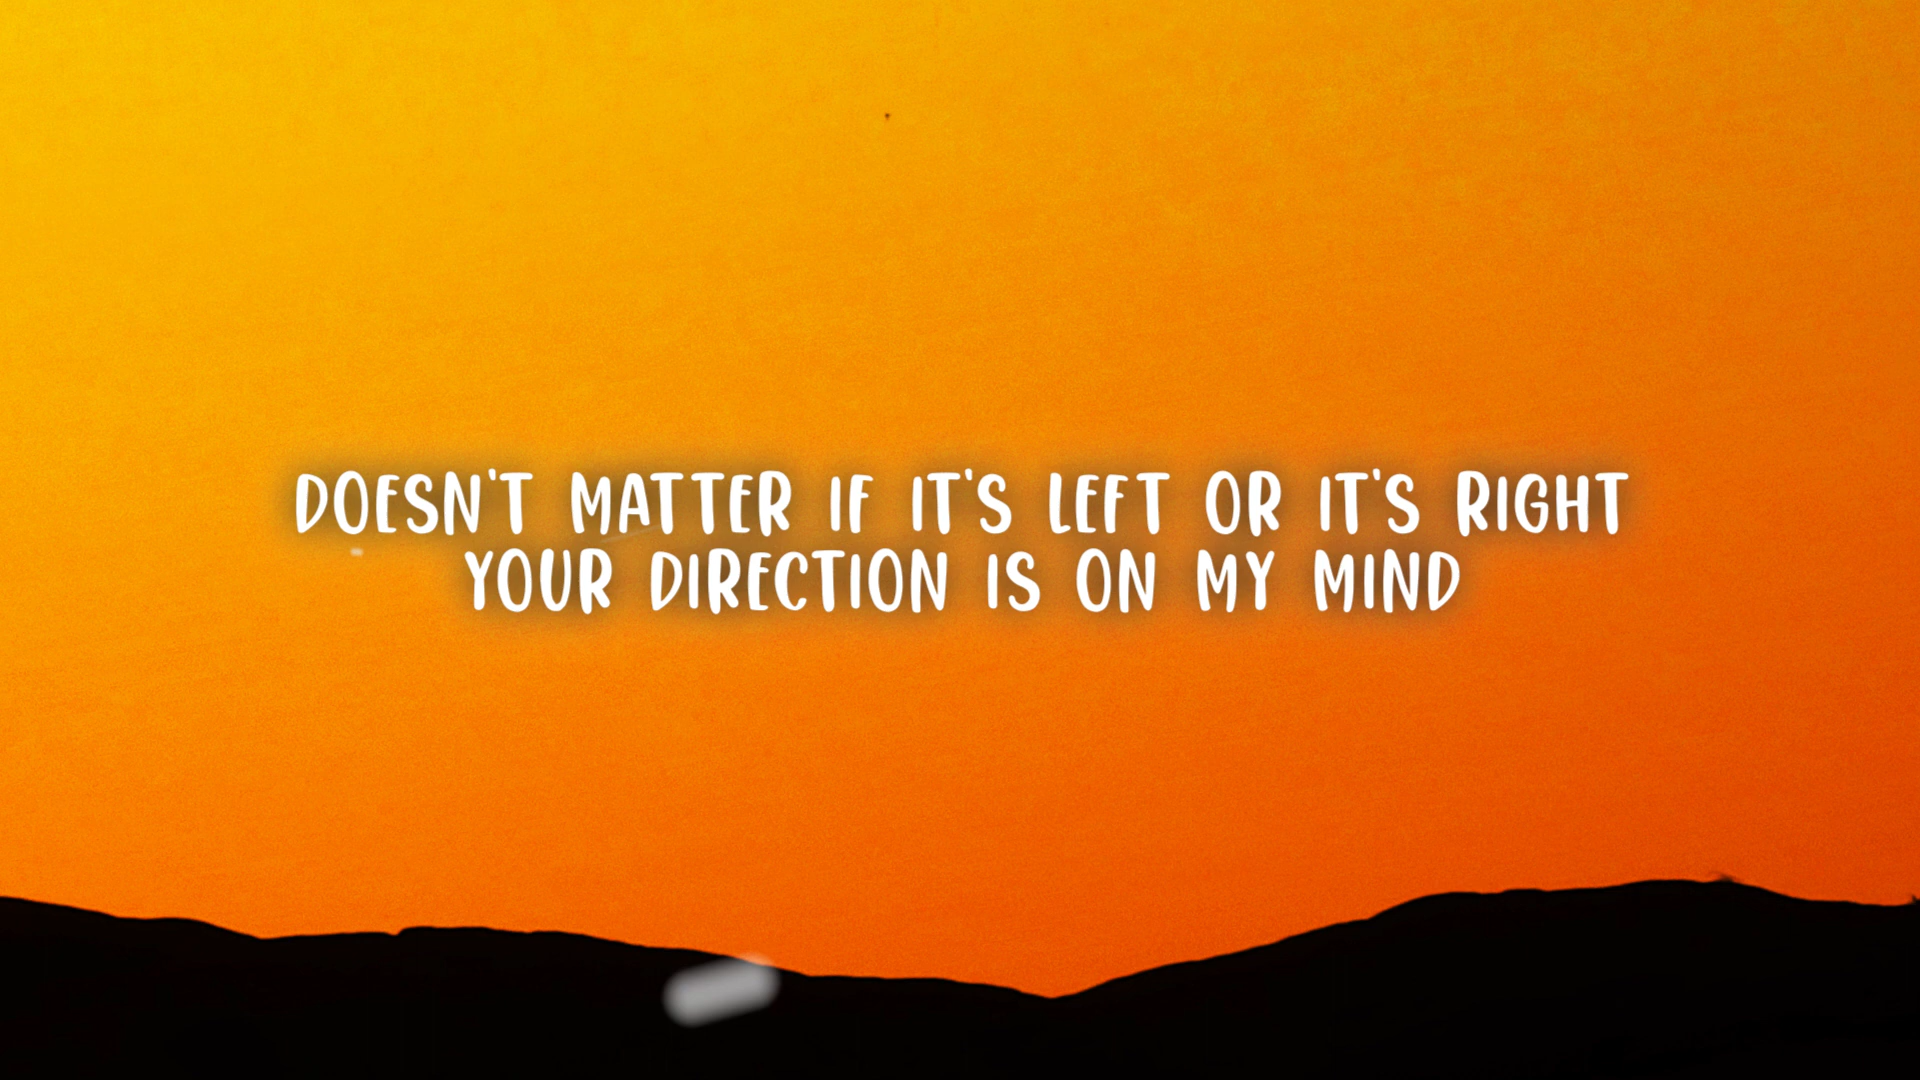 DOESN'T MATTER IF IT'S LEFT OR IT'S RIGHT
YOUR DIRECTION IS ON MY MIND